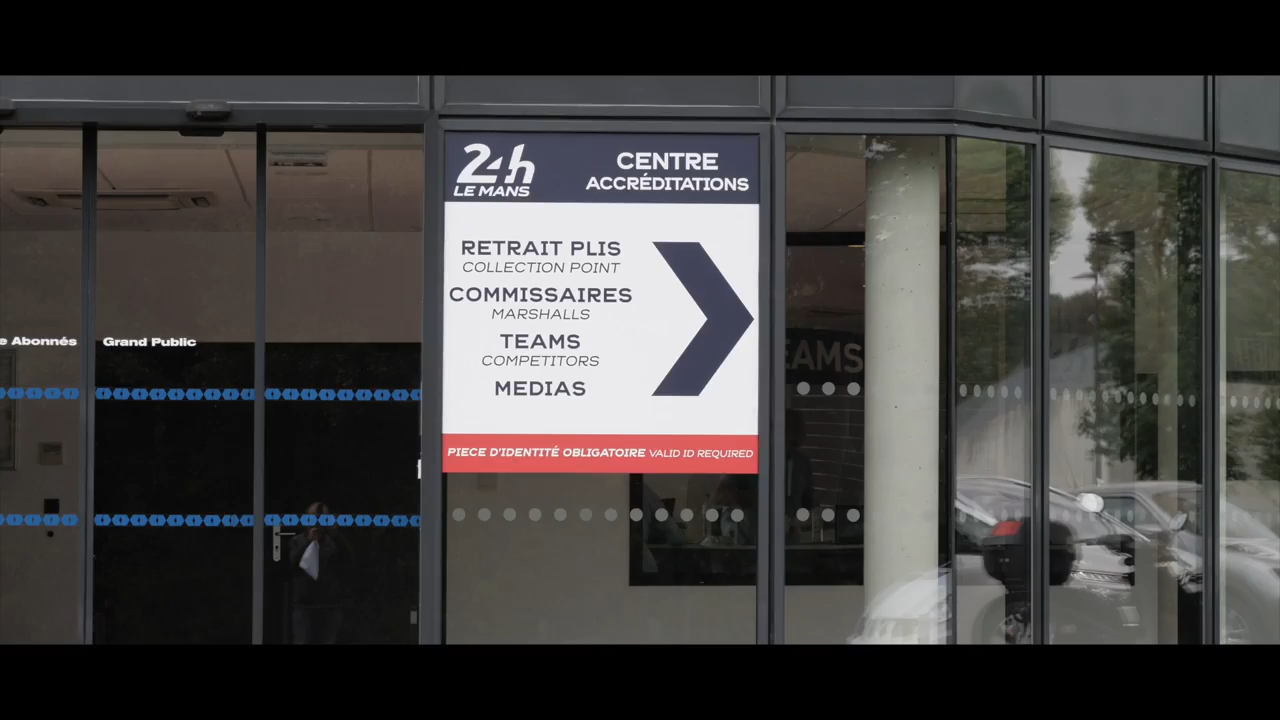 24h
LE MANS
CENTRE
ACCRÉDITATIONS
RETRAIT PLIS
COLLECTION POINT
COMMISSAIRES
MARSHALLS
TEAMS
COMPETITORS
MEDIAS
PIECE D'IDENTITÉ OBLIGATOIRE VALID ID REQUIRED
Abonnés
Grand Public